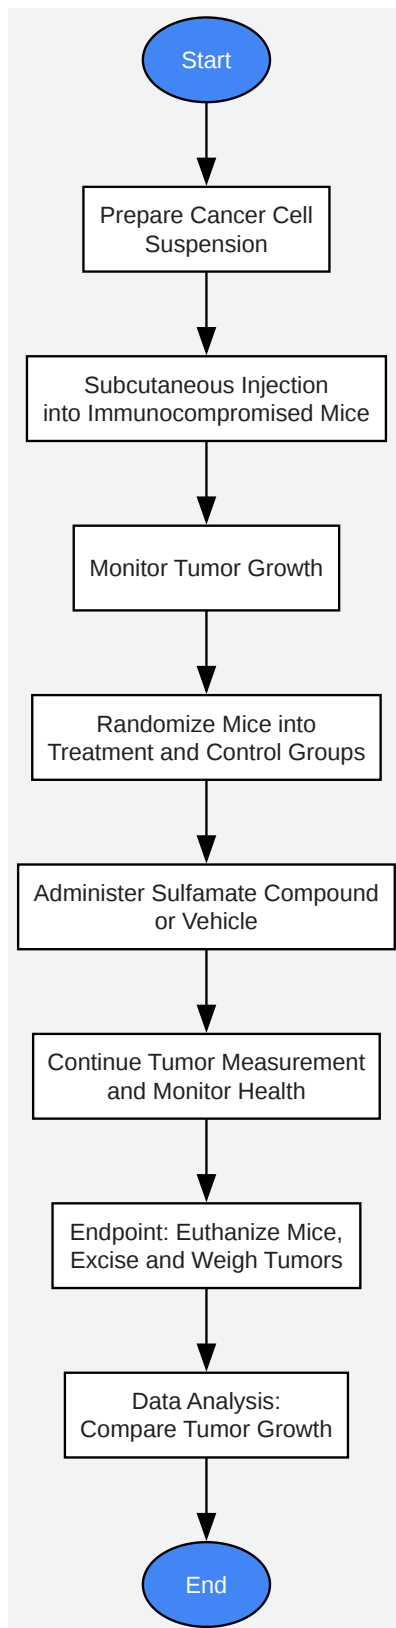 Start
Prepare Cancer Cell
Suspension
Subcutaneous Injection
into Immunocompromised Mice
Monitor Tumor Growth
Randomize Mice into
Treatment and Control Groups
Administer Sulfamate Compound
or Vehicle
Continue Tumor Measurement
and Monitor Health
Endpoint: Euthanize Mice,
Excise and Weigh Tumors
Data Analysis:
Compare Tumor Growth
End